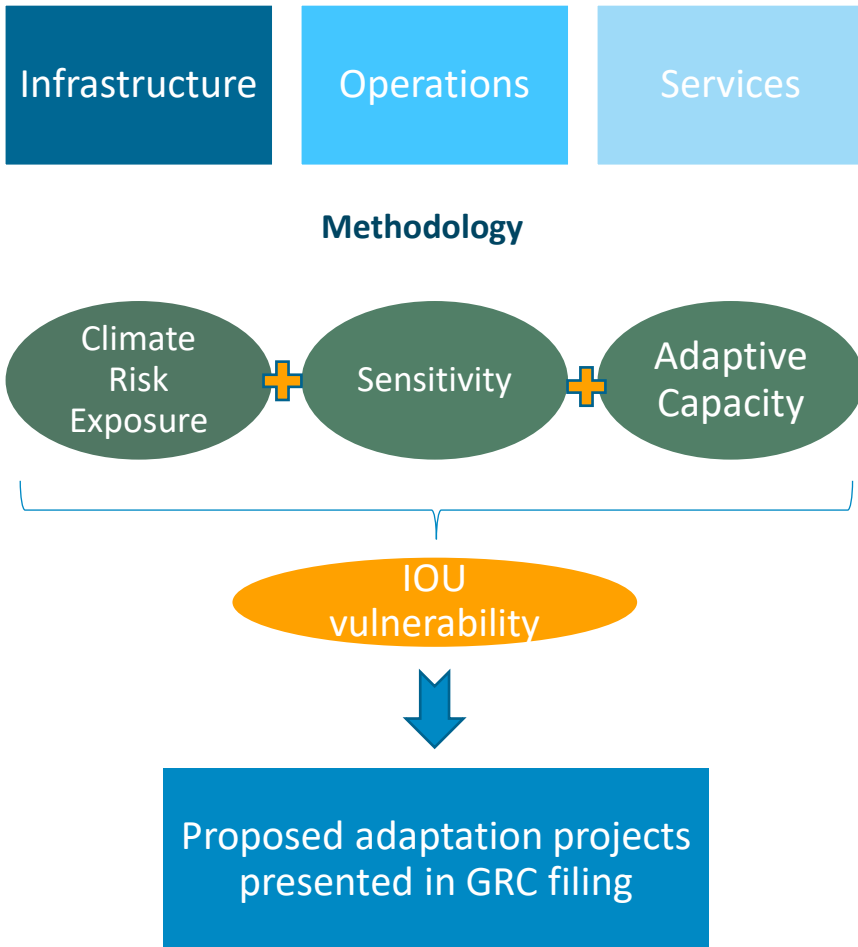 Infrastructure
Operations
Services
Methodology
Climate
Risk
Exposure
Sensitivity
Adaptive
Capacity
IOU
vulnerability
Proposed adaptation projects
presented in GRC filing